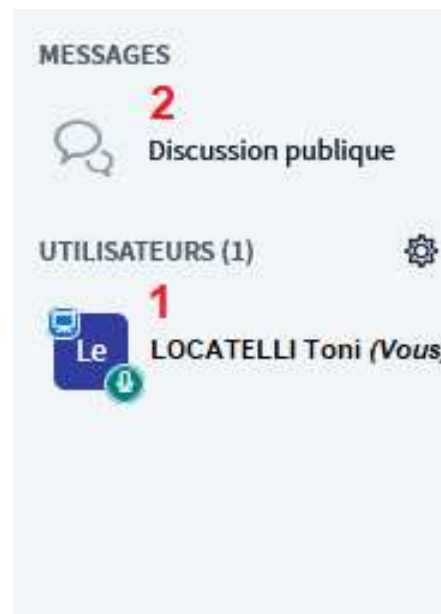 MESSAGES
2
Discussion publique
UTILISATEURS (1)
1
Le
LOCATELLI Toni (Vous)